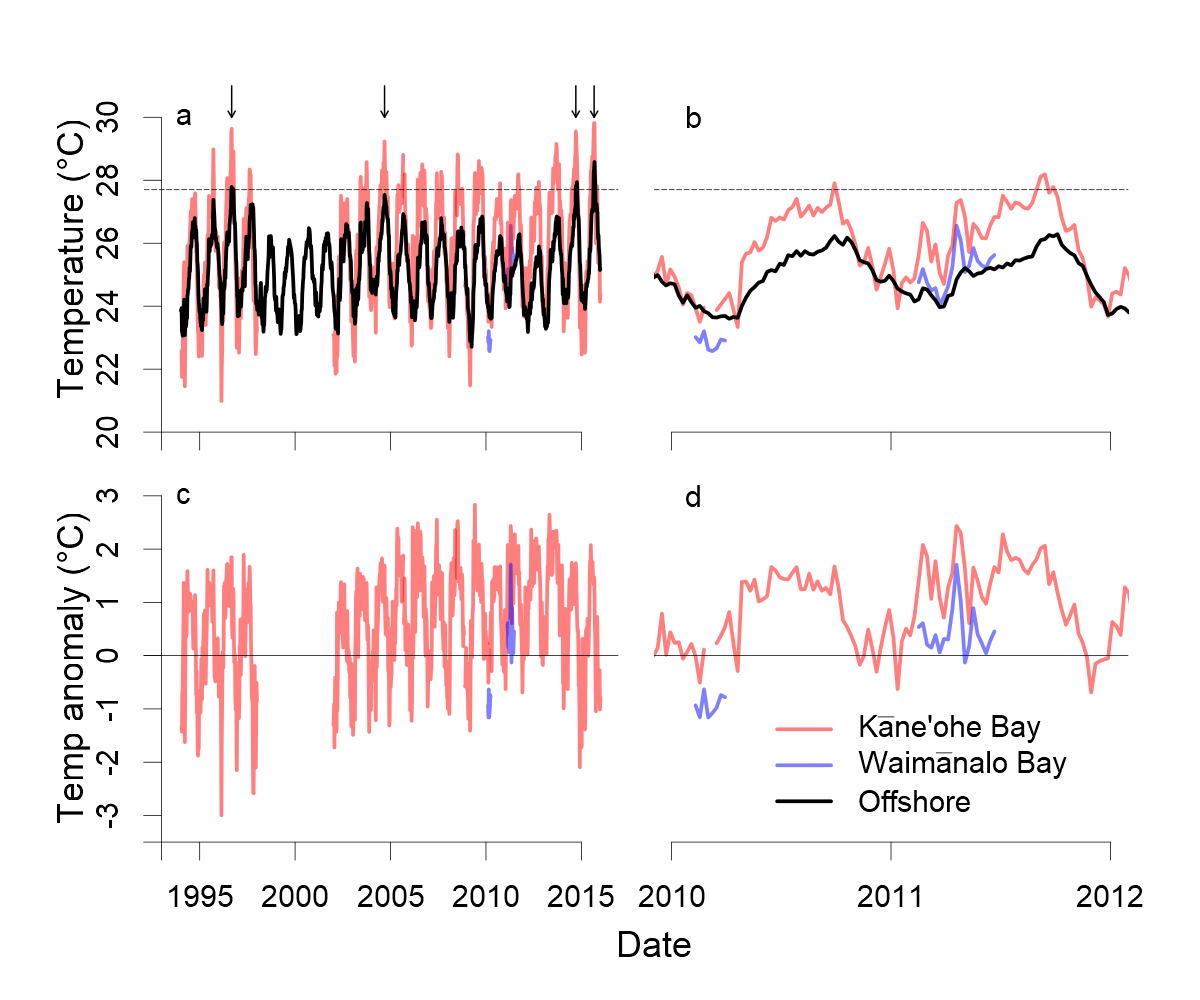 a
b
Temperature (°C)
20 22 24 26 28 30
c
d
Temp anomaly (°C)
-3 -2 -1 0 1 2 3
Kāne'ohe Bay
Waimānalo Bay
Offshore
1995 2000 2005 2010 2015
2010 2011 2012
Date